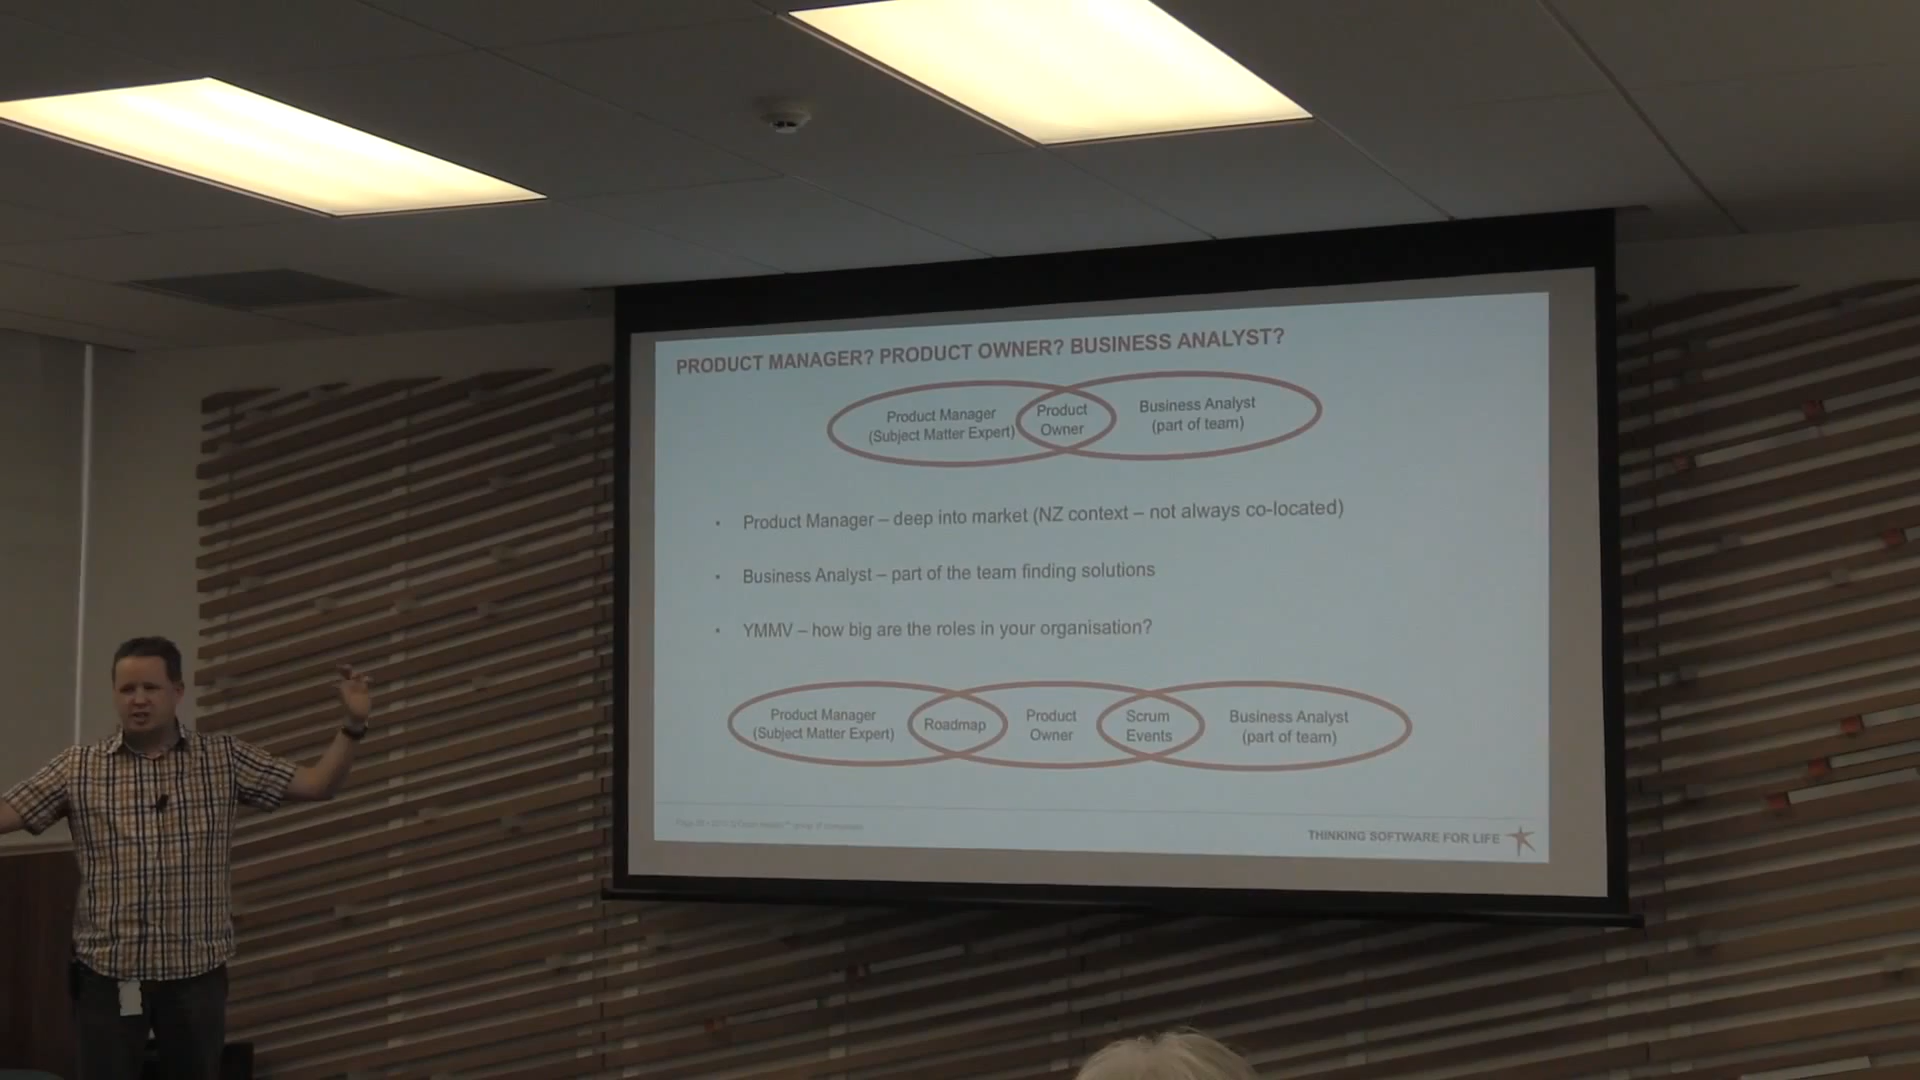 PRODUCT MANAGER? PRODUCT OWNER? BUSINESS ANALYST?
Product Manager
(Subject Matter Expert)
Product
Owner
Business Analyst
(part of team)
• Product Manager – deep into market (NZ context – not always co-located)
• Business Analyst – part of the team finding solutions
• YMMV – how big are the roles in your organisation?
Product Manager
(Subject Matter Expert)
Roadmap
Product
Owner
Scrum
Events
Business Analyst
(part of team)
THINKING SOFTWARE FOR LIFE